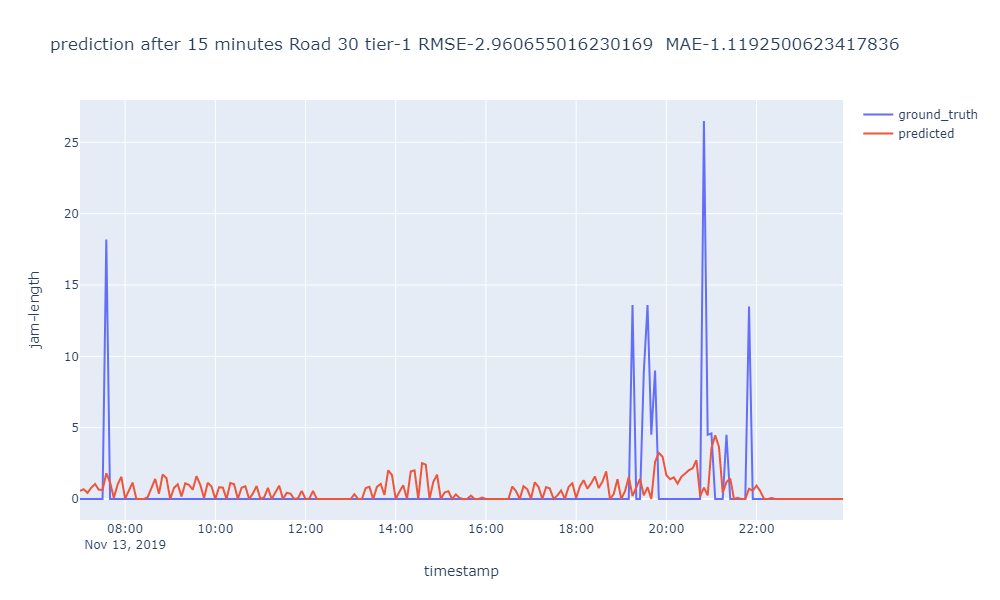 prediction after 15 minutes Road 30 tier-1 RMSE-2.960655016230169  MAE-1.1192500623417836
ground_truth
predicted
25
20
15
10
5
0
jam-length
08:00 10:00 12:00 14:00 16:00 18:00 20:00 22:00
Nov 13, 2019
timestamp